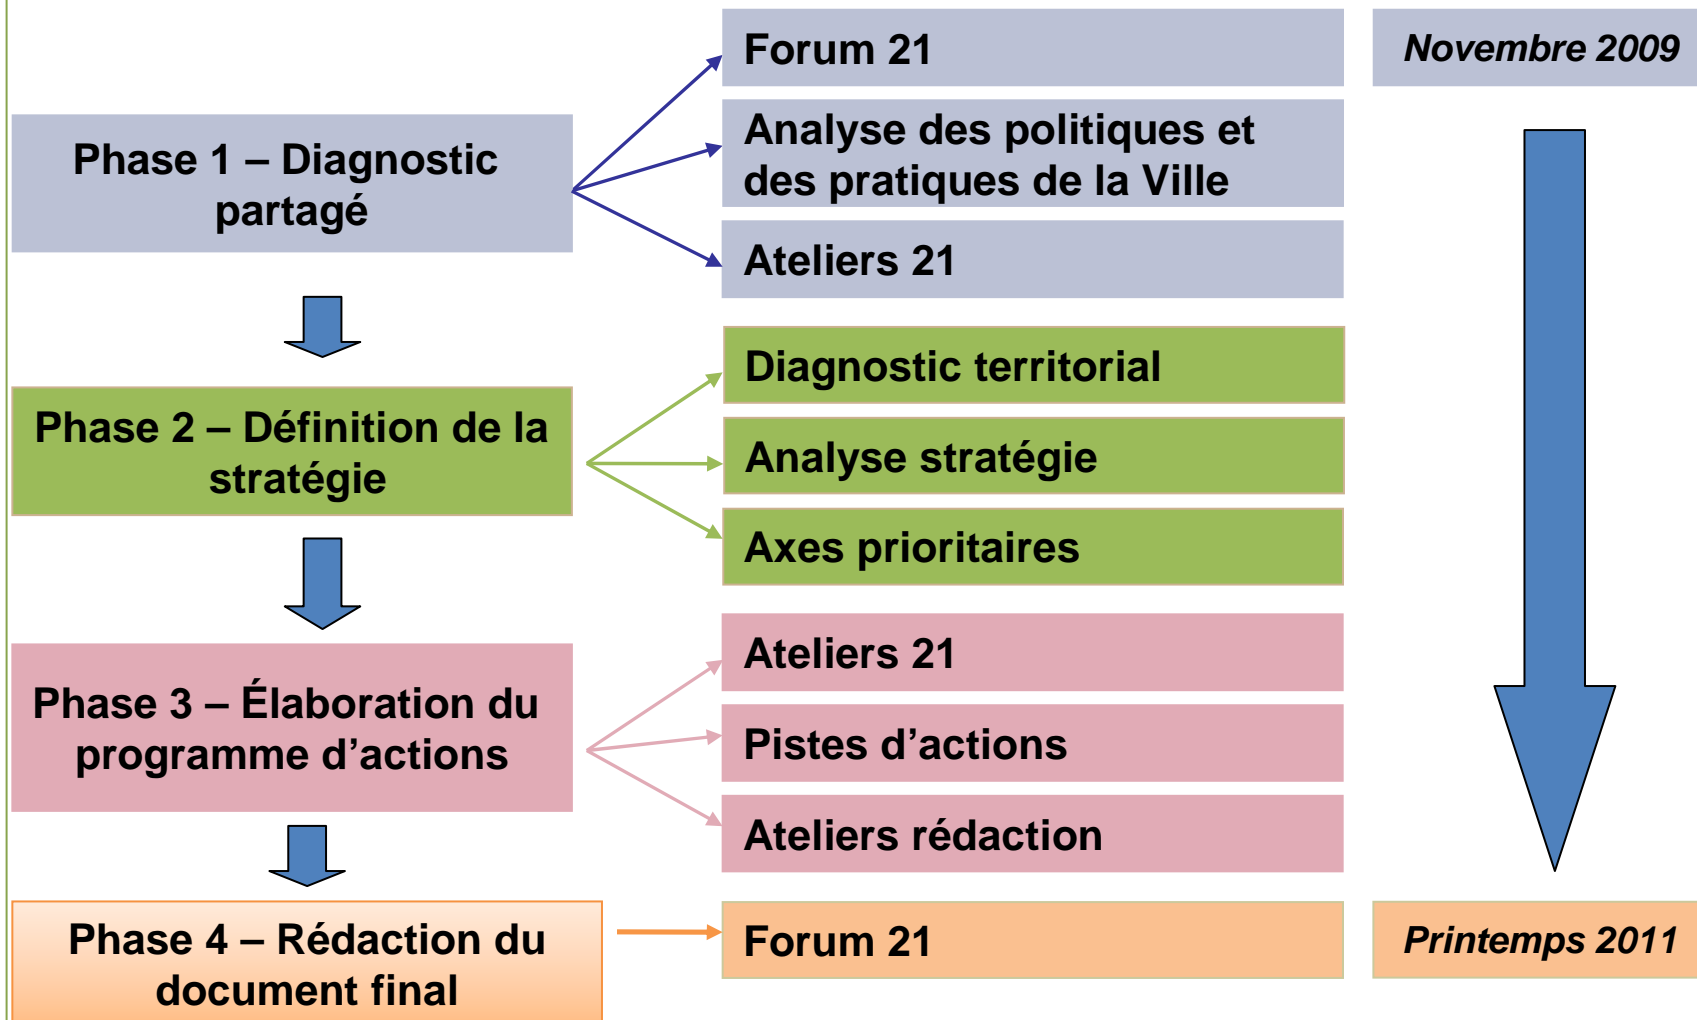 Forum 21
Novembre 2009
Phase 1 – Diagnostic
partagé
Analyse des politiques et
des pratiques de la Ville
Ateliers 21
Phase 2 – Définition de la
stratégie
Diagnostic territorial
Analyse stratégie
Axes prioritaires
Phase 3 – Élaboration du
programme d’actions
Ateliers 21
Pistes d’actions
Ateliers rédaction
Phase 4 – Rédaction du
document final
Forum 21
Printemps 2011